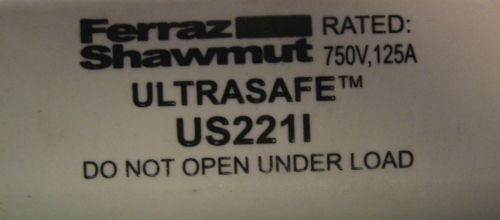 Ferraz RATED:
Shawmut 750V,125A
ULTRASAFE™
US221I
DO NOT OPEN UNDER LOAD